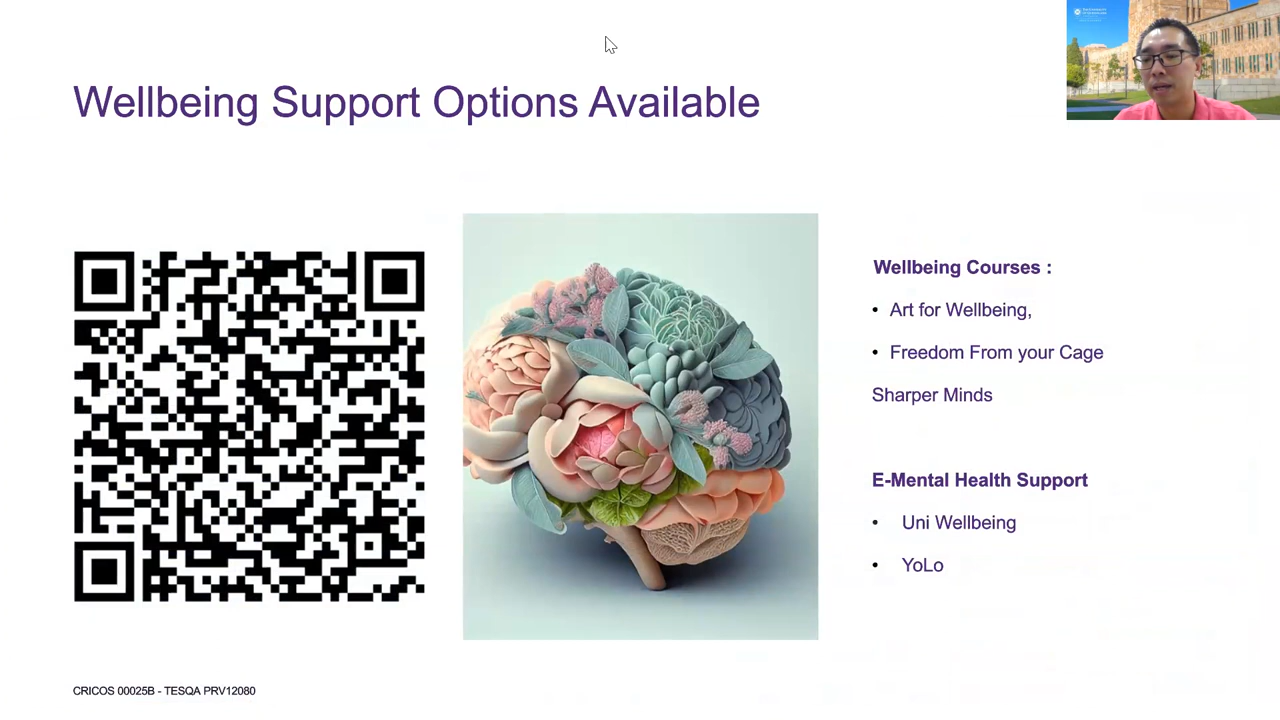 Wellbeing Support Options Available
Wellbeing Courses :
• Art for Wellbeing,
• Freedom From your Cage
Sharper Minds
E-Mental Health Support
• Uni Wellbeing
• YoLo
CRICOS 00025B - TESQA PRV12080